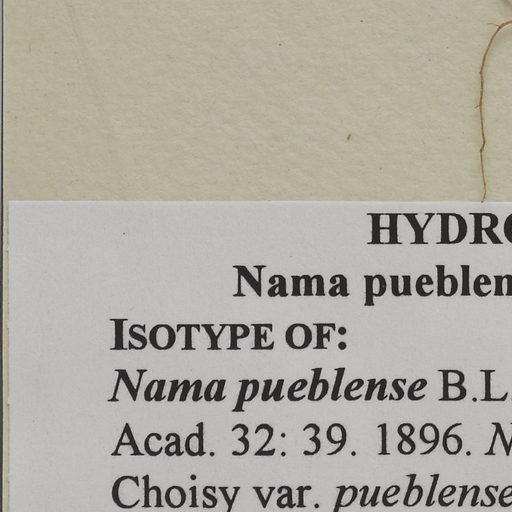 HYDRO
Nama pueblen
ISOTYPE OF:
Nama pueblense B.L.
Acad. 32: 39. 1896. N
Choisy var. pueblense